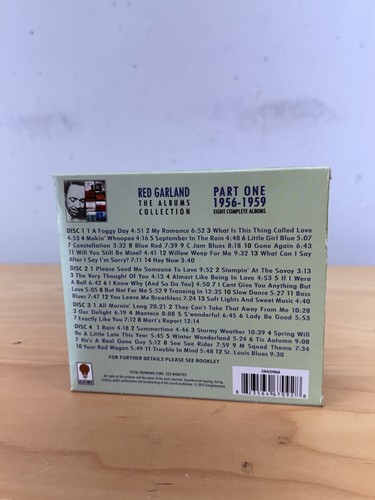 RED GARLAND
THE ALBUMS
COLLECTION
PART ONE
1956-1959
EIGHT COMPLETE ALBUMS
DISC 1 1 A Foggy Day 4:51 2 My Romance 6:52 3 What Is This Thing Called Love
4:53 4 Makin' Whoopee 4:16 5 September In The Rain 4:48 6 Little Girl Blue 5:07
7 Constellation 3:32 8 Blue Red 7:39 9 C Jam Blues 8:18 10 Gone Again 6:43
11 Will You Still Be Mine? 4:41 12 Willow Weep For Me 9:32 13 What Can I Say
After I Say I'm Sorry? 7:11 14 Hey Now 3:40
DISC 2 1 Please Send Me Someone To Love 9:52 2 Stompin' At The Savoy 3:13
3 The Very Thought Of You 4:13 4 Almost Like Being In Love 4:53 5 If I Were
A Bell 6:42 6 I Know Why (And So Do You) 4:50 7 I Cant Give You Anything But
Love 5:05 8 But Not For Me 5:52 9 Traneing In 12:35 10 Slow Dance 5:27 11 Bass
Blues 7:47 12 You Leave Me Breathless 7:24 13 Soft Lights And Sweet Music 4:40
DISC 3 1 All Mornin' Long 20:21 2 They Can't Take That Away From Me 10:28
3 Our Delight 6:19 4 Manteca 8:08 5 S'wonderful 6:45 6 Lady Be Good 5:53
7 Exactly Like You 7:12 8 Mort's Report 12:14
DISC 4 1 Rain 4:18 2 Summertime 4:46 3 Stormy Weather 10:39 4 Spring Will
Be A Little Late This Year 5:45 5 Winter Wonderland 5:24 6 Tis Autumn 9:08
7 He's A Real Gone Guy 5:12 8 See See Rider 7:59 9 M Squad Theme 7:34
10 Your Red Wagon 5:49 11 Trouble In Mind 5:48 12 St. Louis Blues 9:30
FOR FURTHER DETAILS PLEASE SEE BOOKLET